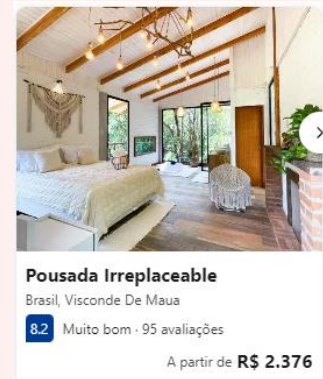 Pousada Irreplaceable
Brasil, Visconde De Maua
8.2 Muito bom · 95 avaliações
A partir de R$ 2.376